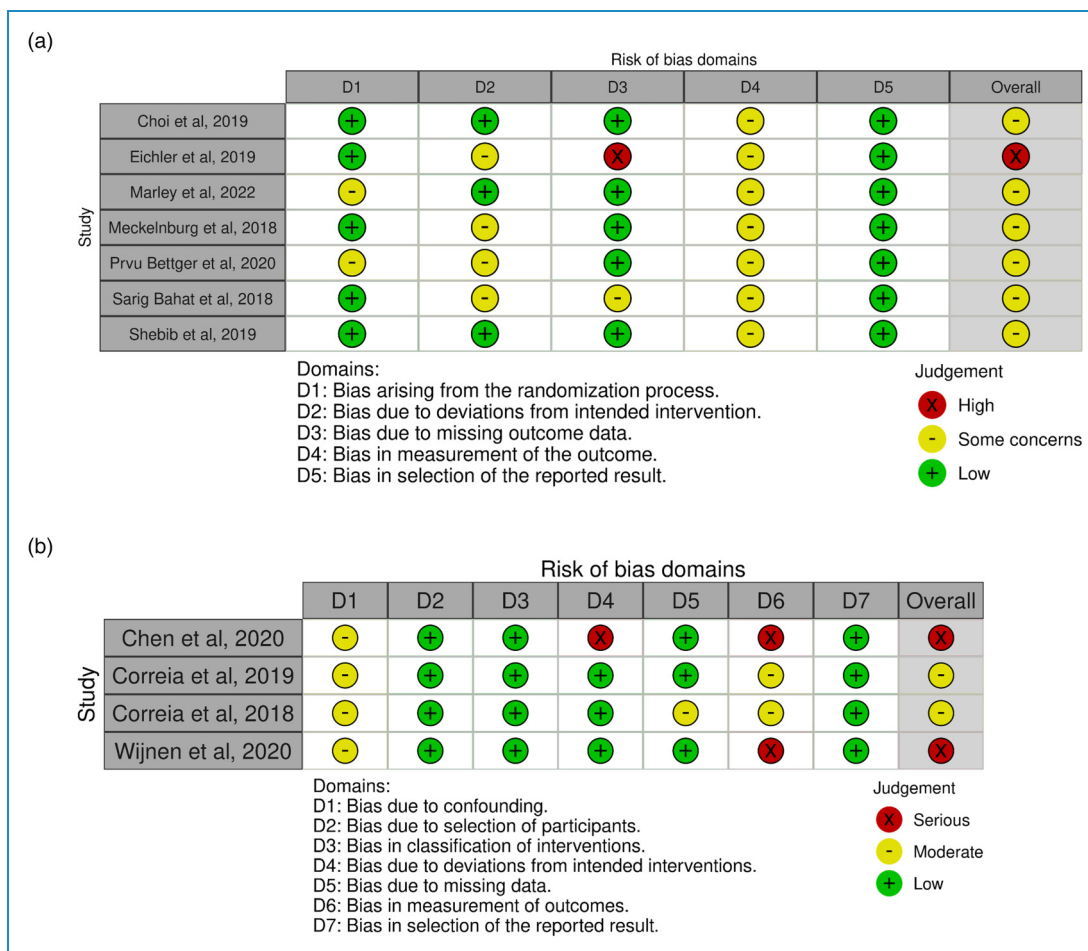 (a)
Risk of bias domains
D1 D2 D3 D4 D5 Overall
Study
Choi et al, 2019 + + + - + -
Eichler et al, 2019 + - X - + X
Marley et al, 2022 - + + - + -
Meckelnburg et al, 2018 + - + - + -
Prvu Bettger et al, 2020 - - + - + -
Sarig Bahat et al, 2018 + - - - + -
Shebib et al, 2019 + + + - + -
Domains:
D1: Bias arising from the randomization process.
D2: Bias due to deviations from intended intervention.
D3: Bias due to missing outcome data.
D4: Bias in measurement of the outcome.
D5: Bias in selection of the reported result.
Judgement
X High
- Some concerns
+ Low
(b)
Risk of bias domains
D1 D2 D3 D4 D5 D6 D7 Overall
Study
Chen et al, 2020 - + + X + X + X
Correia et al, 2019 - + + + + - + -
Correia et al, 2018 - + + + - - + -
Wijnen et al, 2020 - + + + + X + X
Domains:
D1: Bias due to confounding.
D2: Bias due to selection of participants.
D3: Bias in classification of interventions.
D4: Bias due to deviations from intended interventions.
D5: Bias due to missing data.
D6: Bias in measurement of outcomes.
D7: Bias in selection of the reported result.
Judgement
X Serious
- Moderate
+ Low